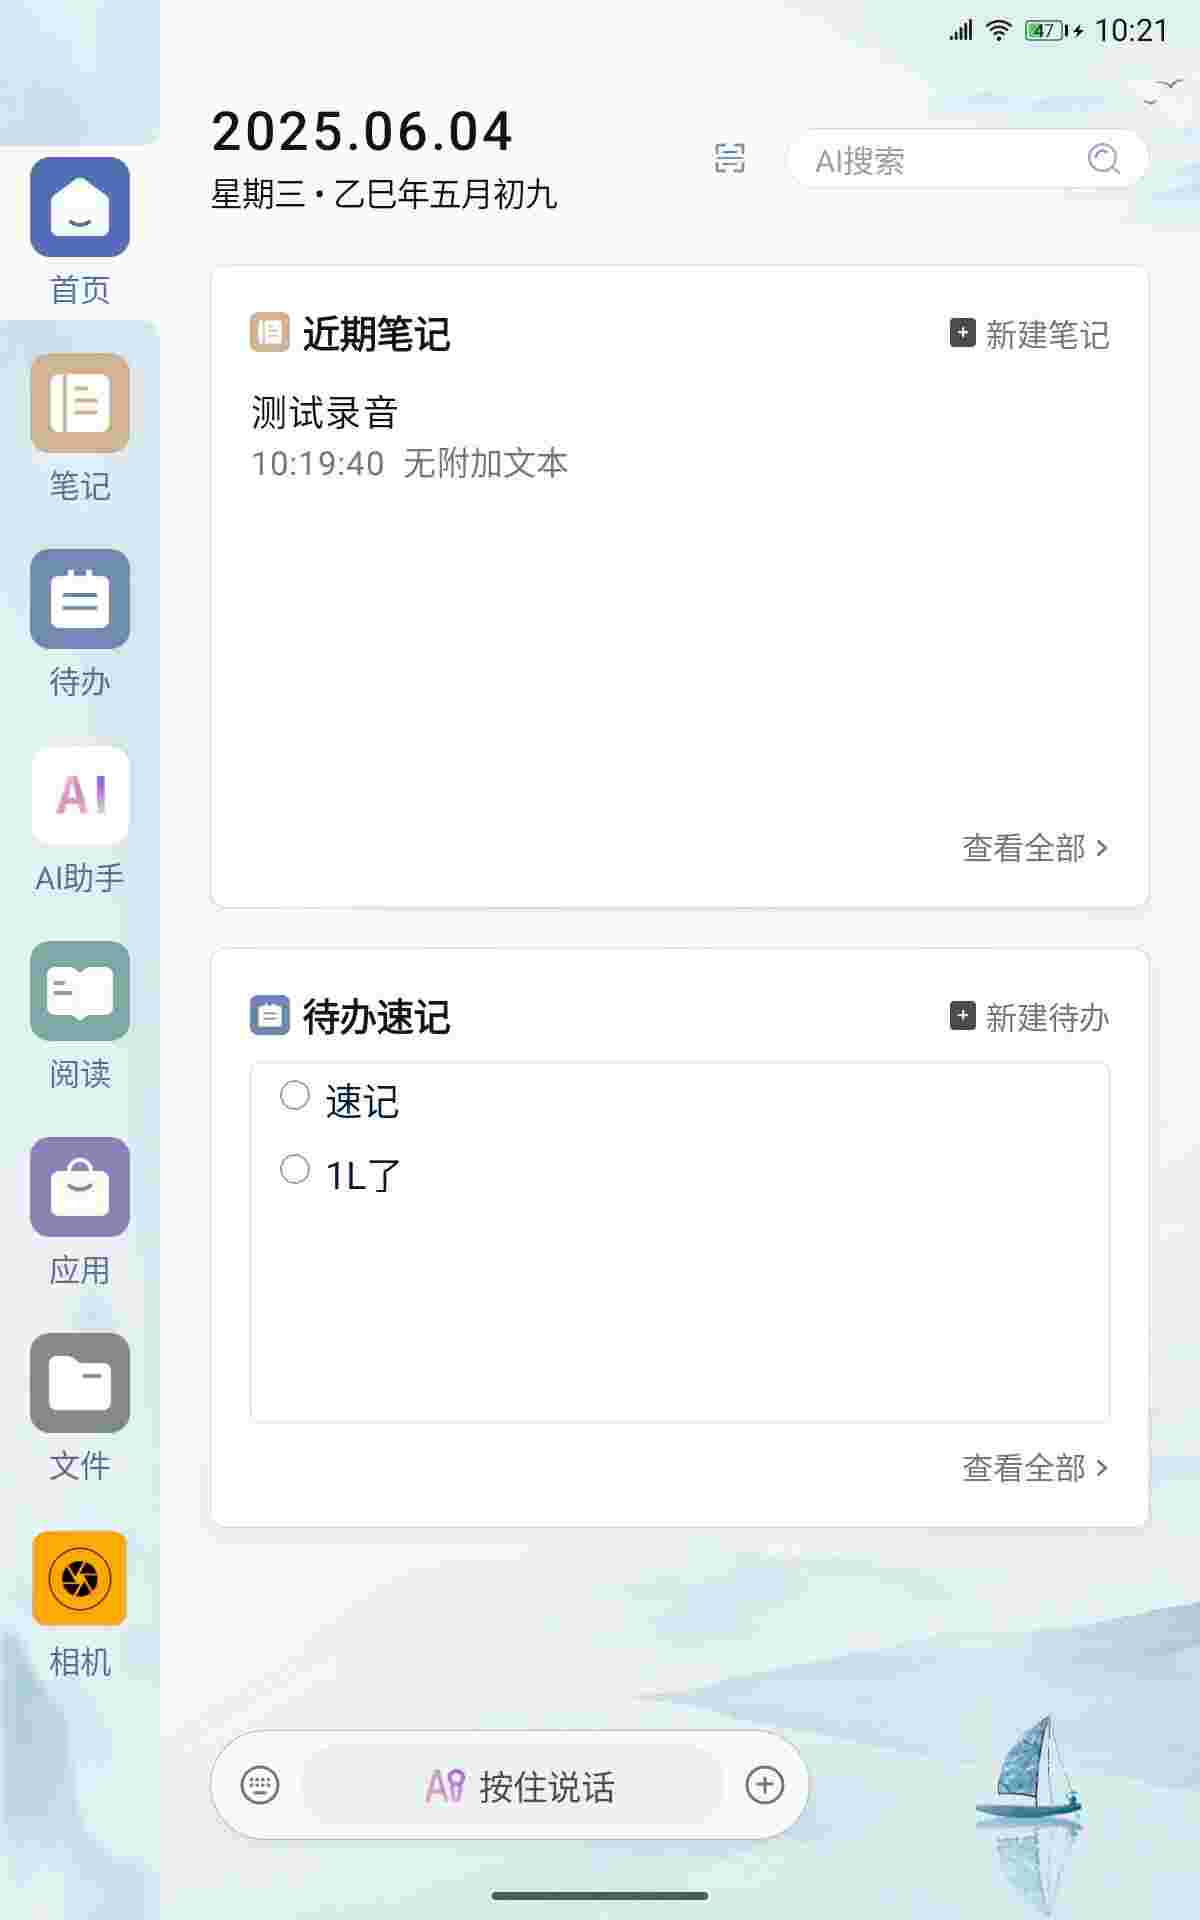 47 10:21
2025.06.04
星期三·乙巳年五月初九
AI搜索
首页
笔记
待办
AI
AI助手
阅读
应用
文件
相机
近期笔记
新建笔记
测试录音
10:19:40 无附加文本
查看全部
待办速记
新建待办
速记
1L了
查看全部
AI 按住说话